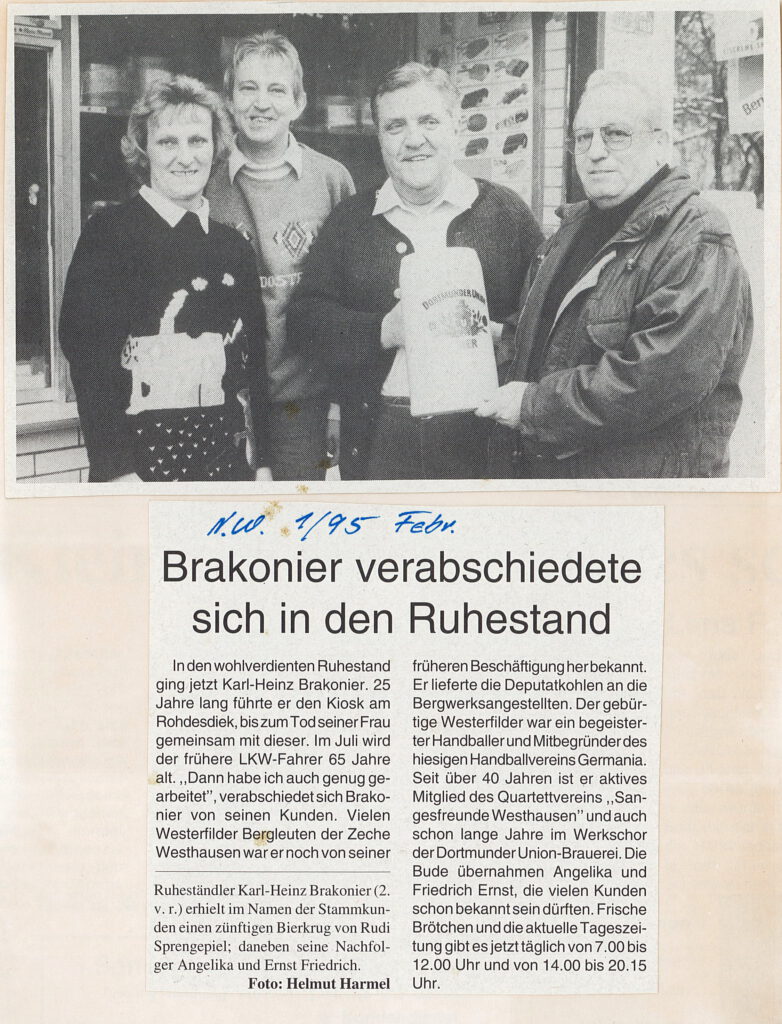 DORTMUNDER UNION
BIER
N.W. 1/95 Febr.
Brakonier verabschiedete
sich in den Ruhestand
In den wohlverdienten Ruhestand
ging jetzt Karl-Heinz Brakonier. 25
Jahre lang führte er den Kiosk am
Rohdesdiek, bis zum Tod seiner Frau
gemeinsam mit dieser. Im Juli wird
der frühere LKW-Fahrer 65 Jahre
alt. ,,Dann habe ich auch genug ge-
arbeitet'', verabschiedet sich Brako-
nier von seinen Kunden. Vielen
Westerfilder Bergleuten der Zeche
Westhausen war er noch von seiner
früheren Beschäftigung her bekannt.
Er lieferte die Deputatkohlen an die
Bergwerksangestellten. Der gebür-
tige Westerfilder war ein begeister-
ter Handballer und Mitbegründer des
hiesigen Handballvereins Germania.
Seit über 40 Jahren ist er aktives
Mitglied des Quartettvereins ,,San-
gesfreunde Westhausen'' und auch
schon lange Jahre im Werkschor
der Dortmunder Union-Brauerei. Die
Bude übernahmen Angelika und
Friedrich Ernst, die vielen Kunden
schon bekannt sein dürften. Frische
Brötchen und die aktuelle Tageszei-
tung gibt es jetzt täglich von 7.00 bis
12.00 Uhr und von 14.00 bis 20.15
Uhr.
Ruheständler Karl-Heinz Brakonier (2.
v. r.) erhielt im Namen der Stammkun-
den einen zünftigen Bierkrug von Rudi
Sprengepiel; daneben seine Nachfol-
ger Angelika und Ernst Friedrich.
Foto: Helmut Harmel